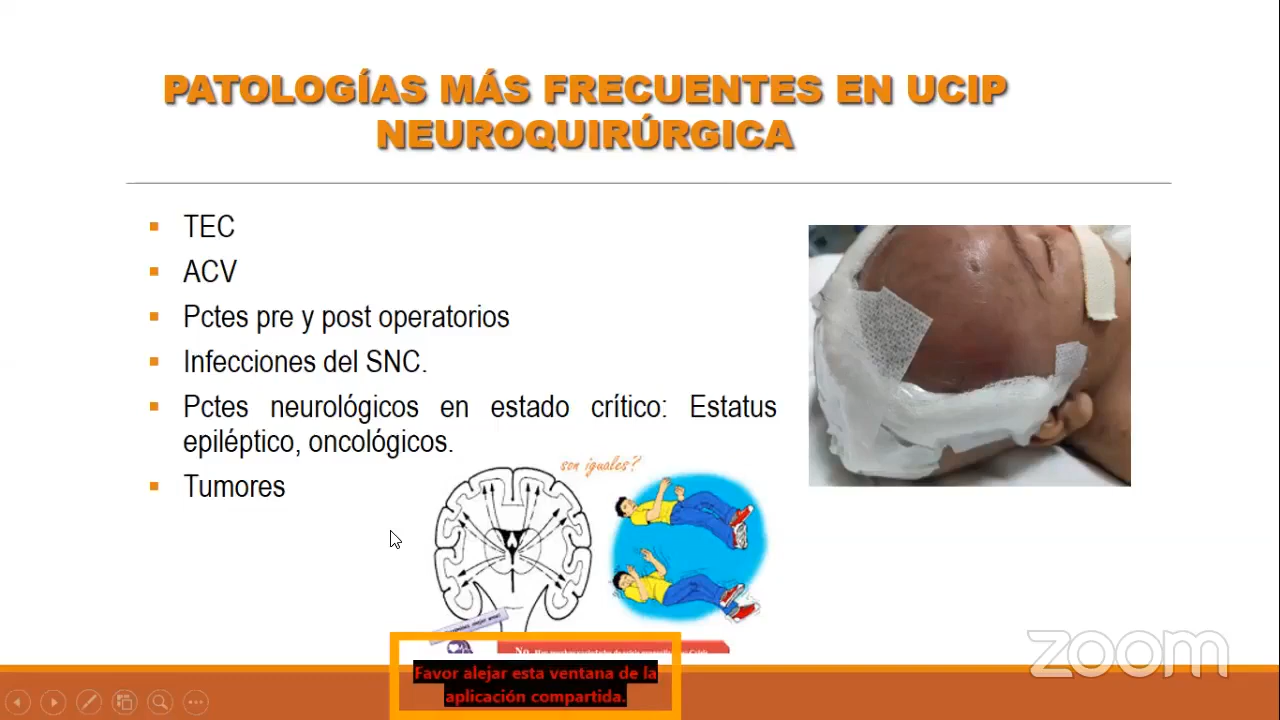 PATOLOGÍAS MÁS FRECUENTES EN UCIP
NEUROQUIRÚRGICA
TEC
ACV
Pctes pre y post operatorios
Infecciones del SNC.
Pctes neurológicos en estado crítico: Estatus
epiléptico, oncológicos.
Tumores
son iguales?
No
Favor alejar esta ventana de la
aplicación compartida.
zoom